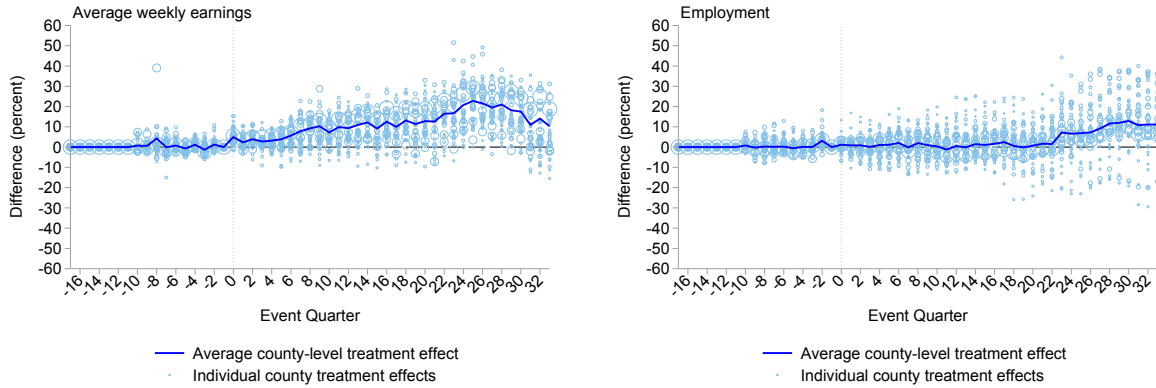 Average weekly earnings
60
50
40
30
20
10
0
-10
-20
-30
-40
-50
-60
Difference (percent)
-16 -14 -12 -10 -8 -6 -4 -2 0 2 4 6 8 10 12 14 16 18 20 22 24 26 28 30 32
Event Quarter
Average county-level treatment effect
Individual county treatment effects
Employment
60
50
40
30
20
10
0
-10
-20
-30
-40
-50
-60
Difference (percent)
-16 -14 -12 -10 -8 -6 -4 -2 0 2 4 6 8 10 12 14 16 18 20 22 24 26 28 30 32
Event Quarter
Average county-level treatment effect
Individual county treatment effects